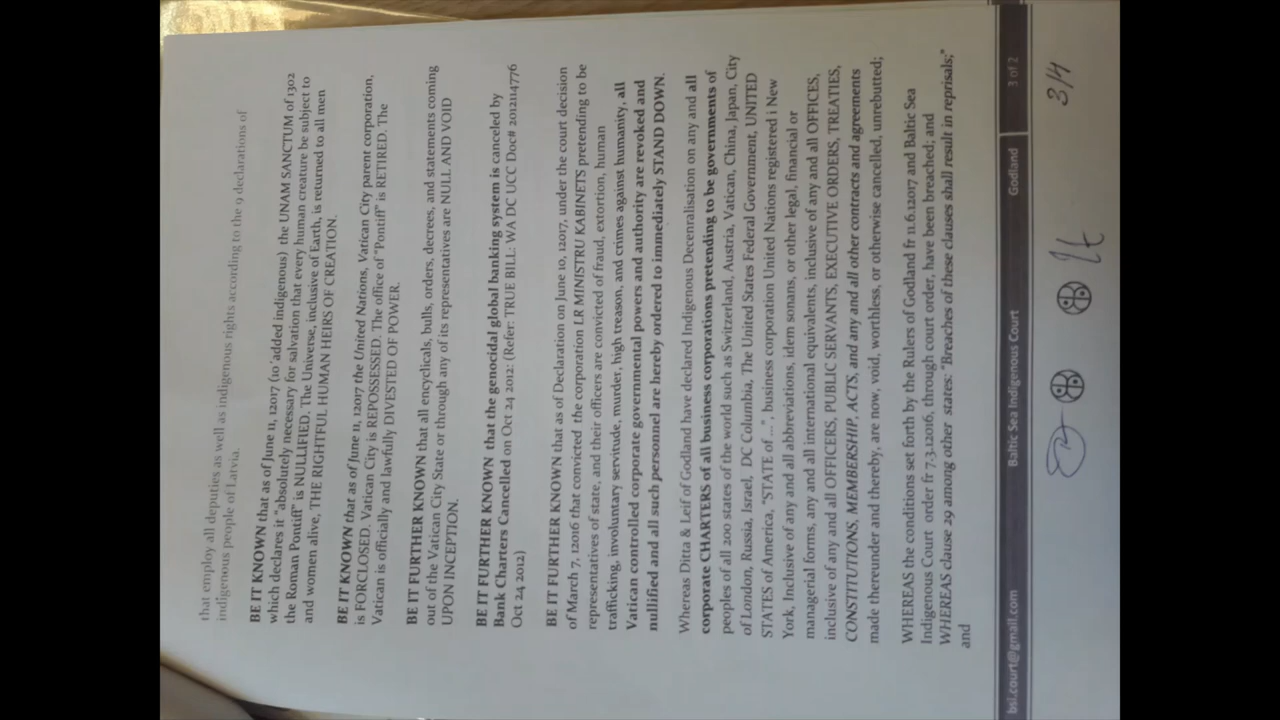 that employ all deputies as well as indigenous rights according to the 9 declarations of
indigenous people of Latvia.
BE IT KNOWN that as of June 11, 12017 (10 added indigenous) the UNAM SANCTUM of 1302
which declares it "absolutely necessary for salvation that every human creature be subject to
the Roman Pontiff" is NULLIFIED. The Universe, inclusive of Earth, is returned to all men
and women alive, THE RIGHTFUL HUMAN HEIRS OF CREATION.
BE IT KNOWN that as of June 11, 12017 the United Nations, Vatican City parent corporation,
is FORCLOSED. Vatican City is REPOSSESSED. The office of "Pontiff" is RETIRED. The
Vatican is officially and lawfully DIVESTED OF POWER.
BE IT FURTHER KNOWN that all encyclicals, bulls, orders, decrees, and statements coming
out of the Vatican City State or through any of its representatives are NULL AND VOID
UPON INCEPTION.
BE IT FURTHER KNOWN that the genocidal global banking system is canceled by
Bank Charters Cancelled on Oct 24 2012: (Refer: TRUE BILL: WA DC UCC Doc# 2012114776
Oct 24 2012)
BE IT FURTHER KNOWN that as of Declaration on June 10, 12017, under the court decision
of March 7, 12016 that convicted the corporation LR MINISTRU KABINETS pretending to be
representatives of state, and their officers are convicted of fraud, extortion, human
trafficking, involuntary servitude, murder, high treason, and crimes against humanity, all
Vatican controlled corporate governmental powers and authority are revoked and
nullified and all such personnel are hereby ordered to immediately STAND DOWN.
Whereas Ditta & Leif of Godland have declared Indigenous Decenralisation on any and all
corporate CHARTERS of all business corporations pretending to be governments of
peoples of all 200 states of the world such as Switzerland, Austria, Vatican, China, Japan, City
of London, Russia, Israel, DC Columbia, The United States Federal Government, UNITED
STATES of America, "STATE of ...", business corporation United Nations registered i New
York, Inclusive of any and all abbreviations, idem sonans, or other legal, financial or
managerial forms, any and all international equivalents, inclusive of any and all OFFICES,
inclusive of any and all OFFICERS, PUBLIC SERVANTS, EXECUTIVE ORDERS, TREATIES,
CONSTITUTIONS, MEMBERSHIP, ACTS, and any and all other contracts and agreements
made thereunder and thereby, are now, void, worthless, or otherwise cancelled, unrebutted;
WHEREAS the conditions set forth by the Rulers of Godland fr 11.6.12017 and Baltic Sea
Indigenous Court order fr 7.3.12016, through court order, have been breached; and
WHEREAS clause 29 among other states: "Breaches of these clauses shall result in reprisals;"
and
bsi.court@gmail.com Baltic Sea Indigenous Court Godland 3 of 2
3/4